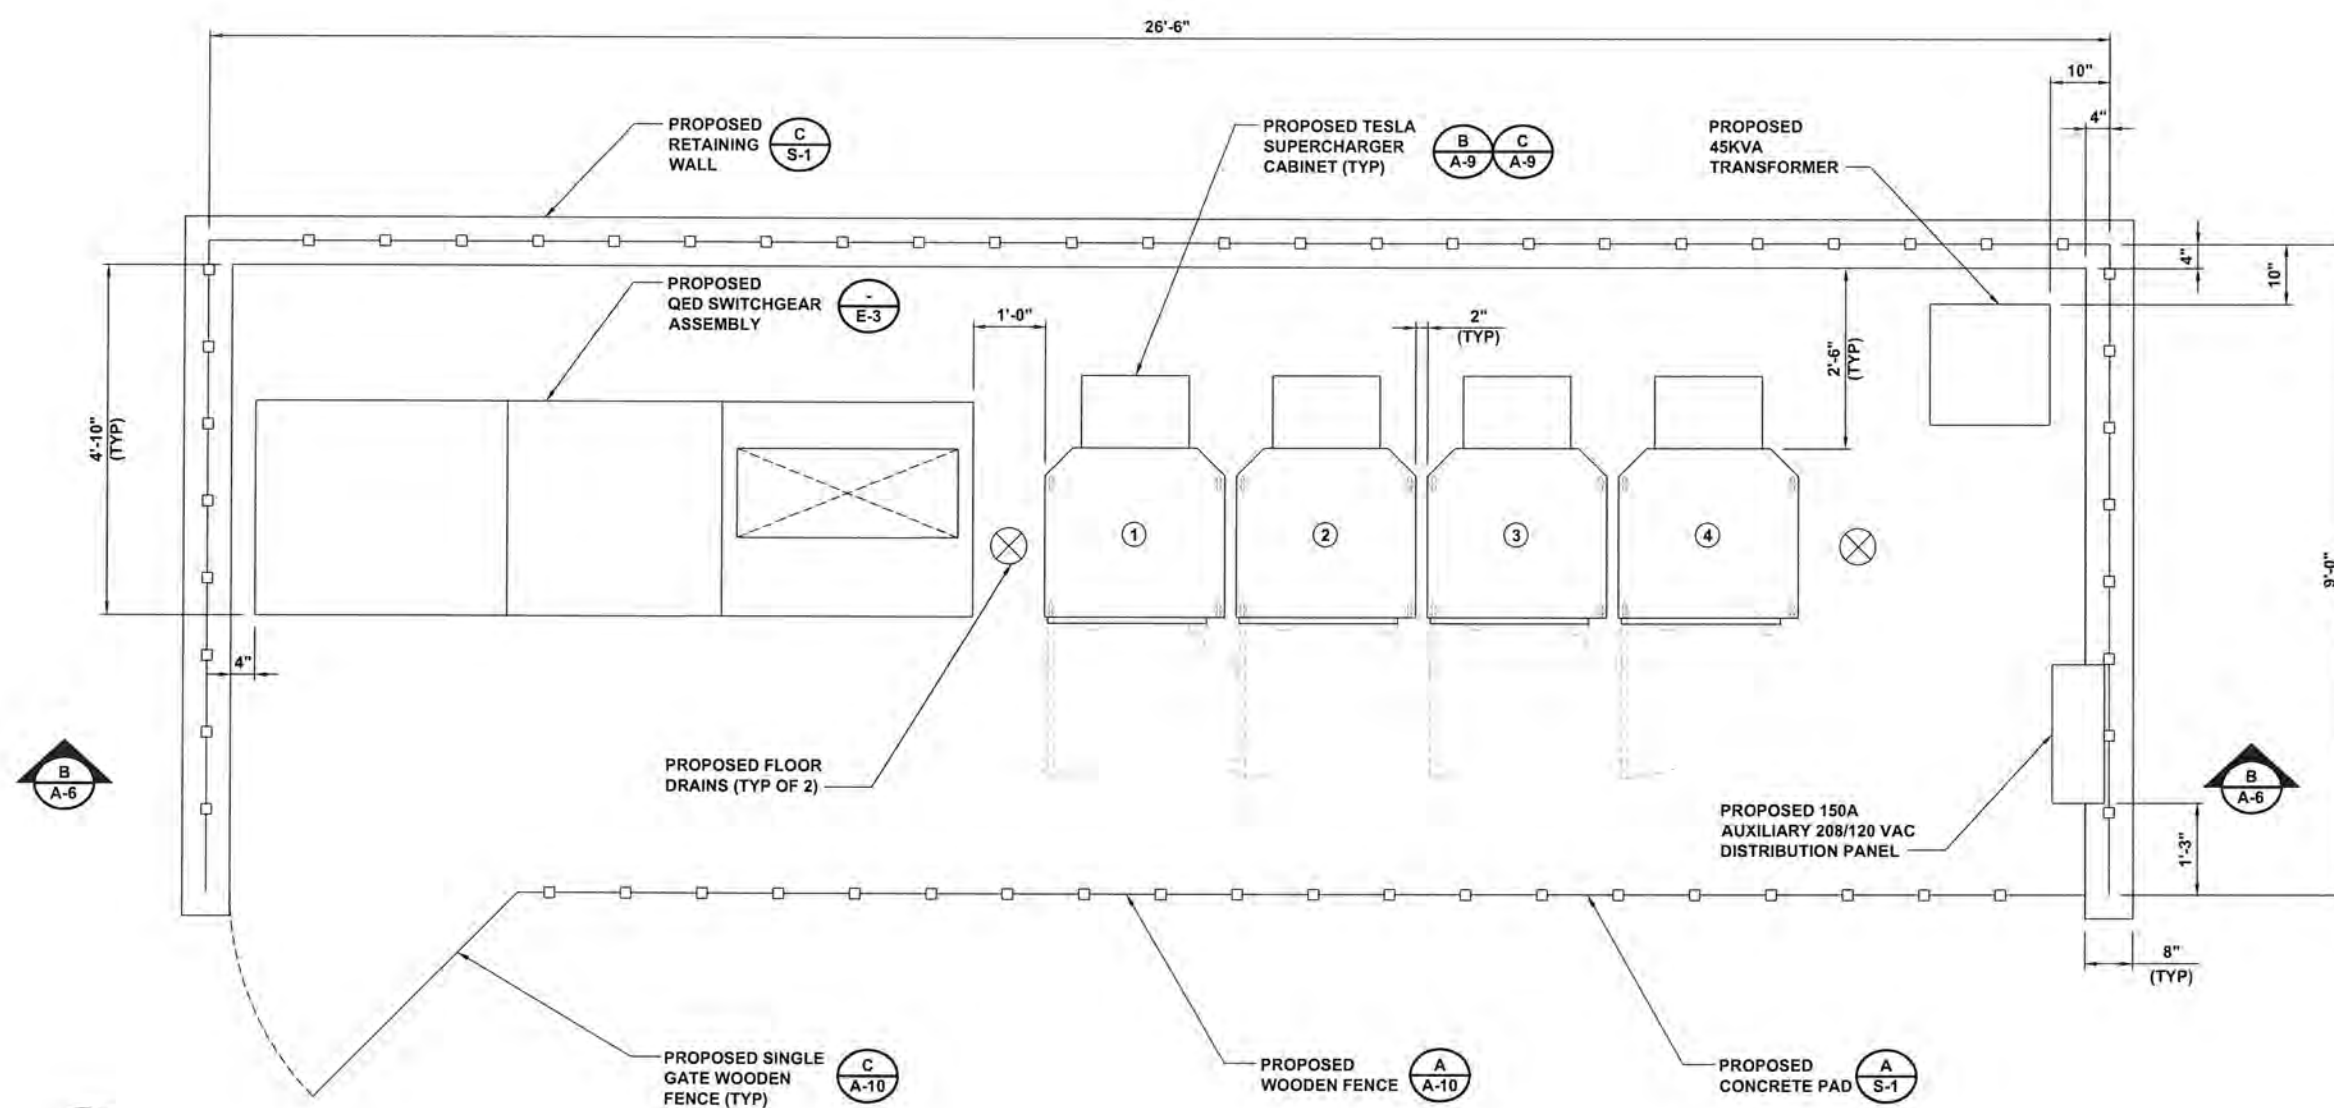 26'-6"
10"
4"
PROPOSED
RETAINING
WALL
C
S-1
PROPOSED TESLA
SUPERCHARGER
CABINET (TYP)
B
A-9
C
A-9
PROPOSED
45KVA
TRANSFORMER
4"
10"
PROPOSED
QED SWITCHGEAR
ASSEMBLY
-
E-3
1'-0"
2"
(TYP)
2'-6"
(TYP)
4'-10"
(TYP)
1
2
3
4
9'-0"
4"
B
A-6
PROPOSED FLOOR
DRAINS (TYP OF 2)
B
A-6
PROPOSED 150A
AUXILIARY 208/120 VAC
DISTRIBUTION PANEL
1'-3"
8"
(TYP)
PROPOSED SINGLE
GATE WOODEN
FENCE (TYP)
C
A-10
PROPOSED
WOODEN FENCE
A
A-10
PROPOSED
CONCRETE PAD
A
S-1